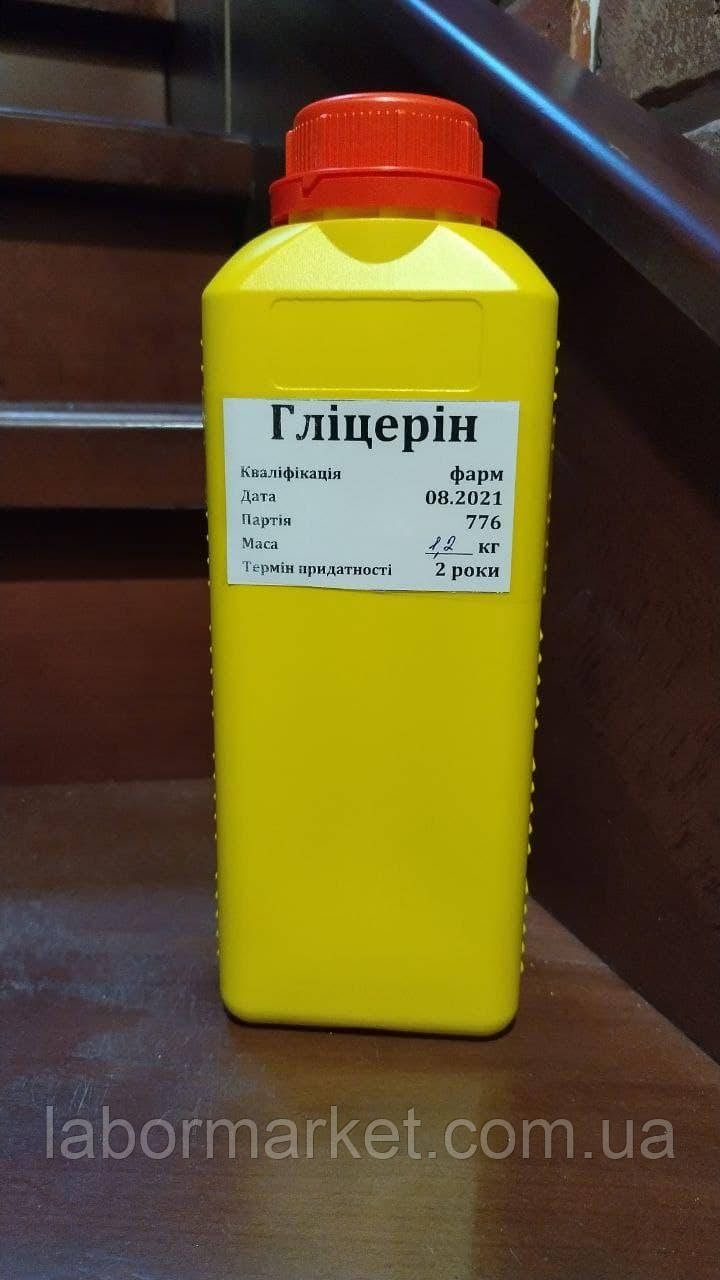 Гліцерін
Кваліфікація фарм
Дата 08.2021
Партія 776
Маса 1,2 кг
Термін придатності 2 роки
labormarket.com.ua